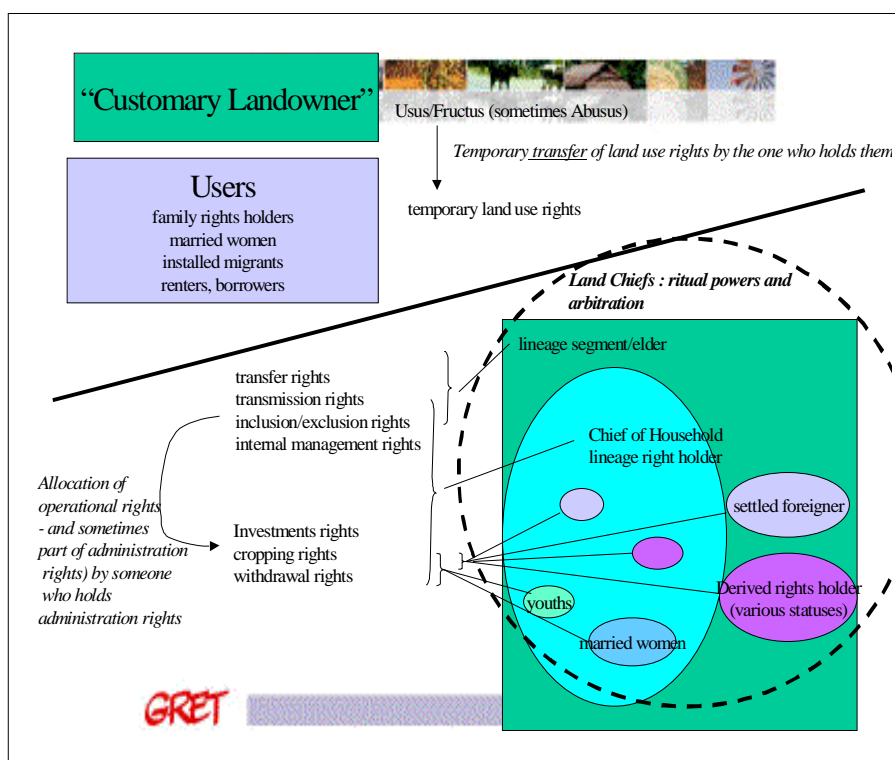 “Customary Landowner”
Usus/Fructus (sometimes Abusus)
Temporary transfer of land use rights by the one who holds them
temporary land use rights
Users
family rights holders
married women
installed migrants
renters, borrowers
Land Chiefs : ritual powers and
arbitration
lineage segment/elder
transfer rights
transmission rights
inclusion/exclusion rights
internal management rights
Chief of Household
lineage right holder
Allocation of
operational rights
- and sometimes
part of administration
rights) by someone
who holds
administration rights
Investments rights
cropping rights
withdrawal rights
settled foreigner
Derived rights holder
(various statuses)
youths
married women
GRET